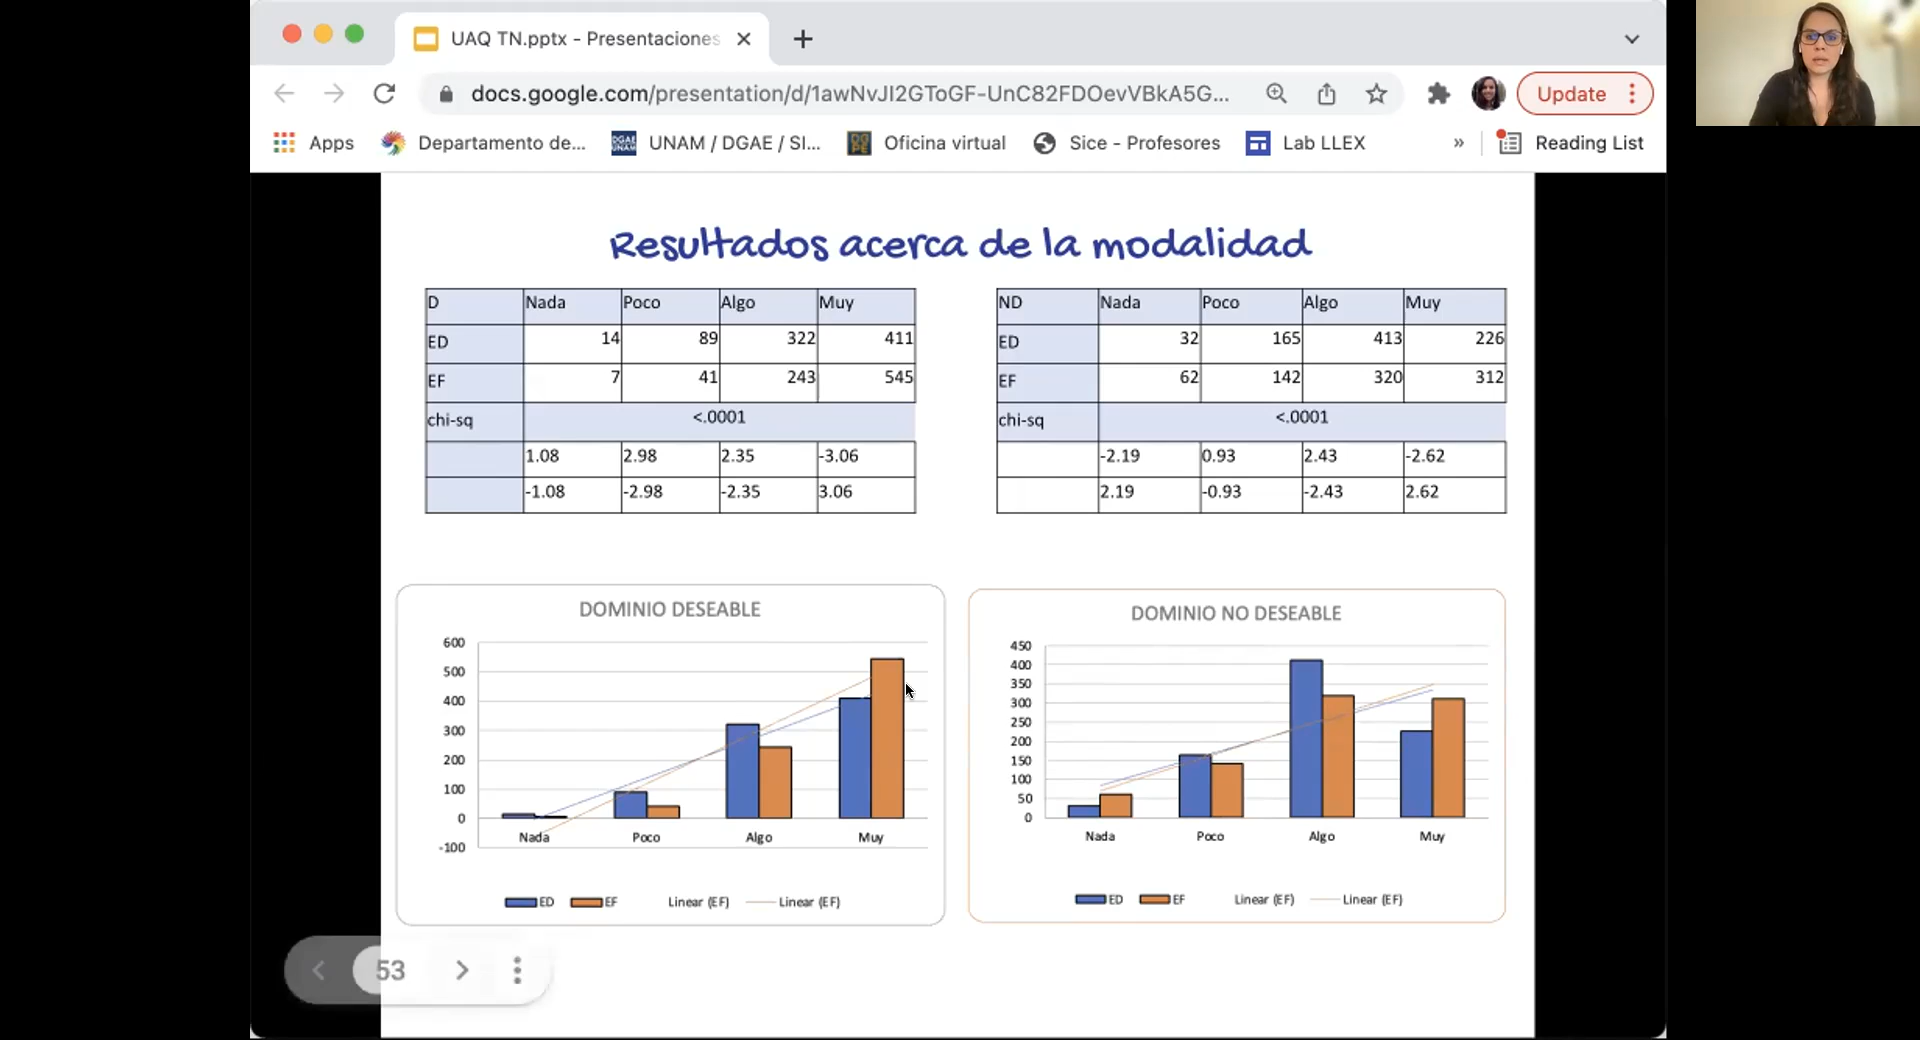 UAQ TN.pptx - Presentaciones
docs.google.com/presentation/d/1awNvJI2GToGF-UnC82FDOevVBkA5G...
Update
Apps
Departamento de...
DGAE UNAM
UNAM / DGAE / SI...
Oficina virtual
Sice - Profesores
Lab LLEX
»
Reading List
Resultados acerca de la modalidad
D Nada Poco Algo Muy
ED 14 89 322 411
EF 7 41 243 545
chi-sq <.0001
1.08 2.98 2.35 -3.06
-1.08 -2.98 -2.35 3.06
ND Nada Poco Algo Muy
ED 32 165 413 226
EF 62 142 320 312
chi-sq <.0001
-2.19 0.93 2.43 -2.62
2.19 -0.93 -2.43 2.62
DOMINIO DESEABLE
600
500
400
300
200
100
0
-100
Nada Poco Algo Muy
ED EF Linear (EF) Linear (EF)
DOMINIO NO DESEABLE
450
400
350
300
250
200
150
100
50
0
Nada Poco Algo Muy
ED EF Linear (EF) Linear (EF)
53